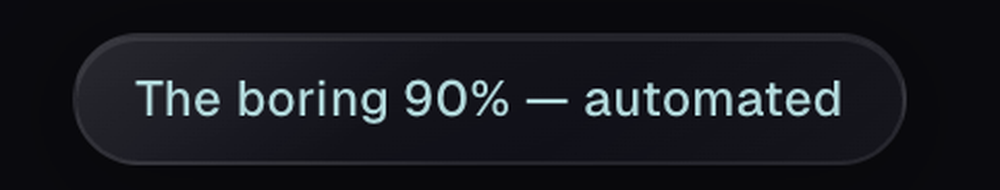 The boring 90% — automated